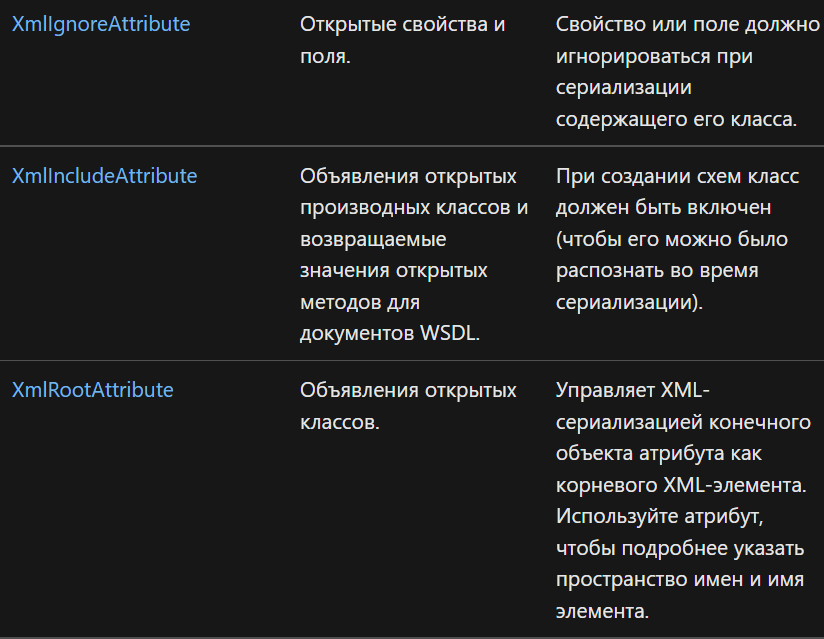 XmlIgnoreAttribute
Открытые свойства и
поля.
Свойство или поле должно
игнорироваться при
сериализации
содержащего его класса.
XmlIncludeAttribute
Объявления открытых
производных классов и
возвращаемые
значения открытых
методов для
документов WSDL.
При создании схем класс
должен быть включен
(чтобы его можно было
распознать во время
сериализации).
XmlRootAttribute
Объявления открытых
классов.
Управляет XML-
сериализацией конечного
объекта атрибута как
корневого XML-элемента.
Используйте атрибут,
чтобы подробнее указать
пространство имен и имя
элемента.